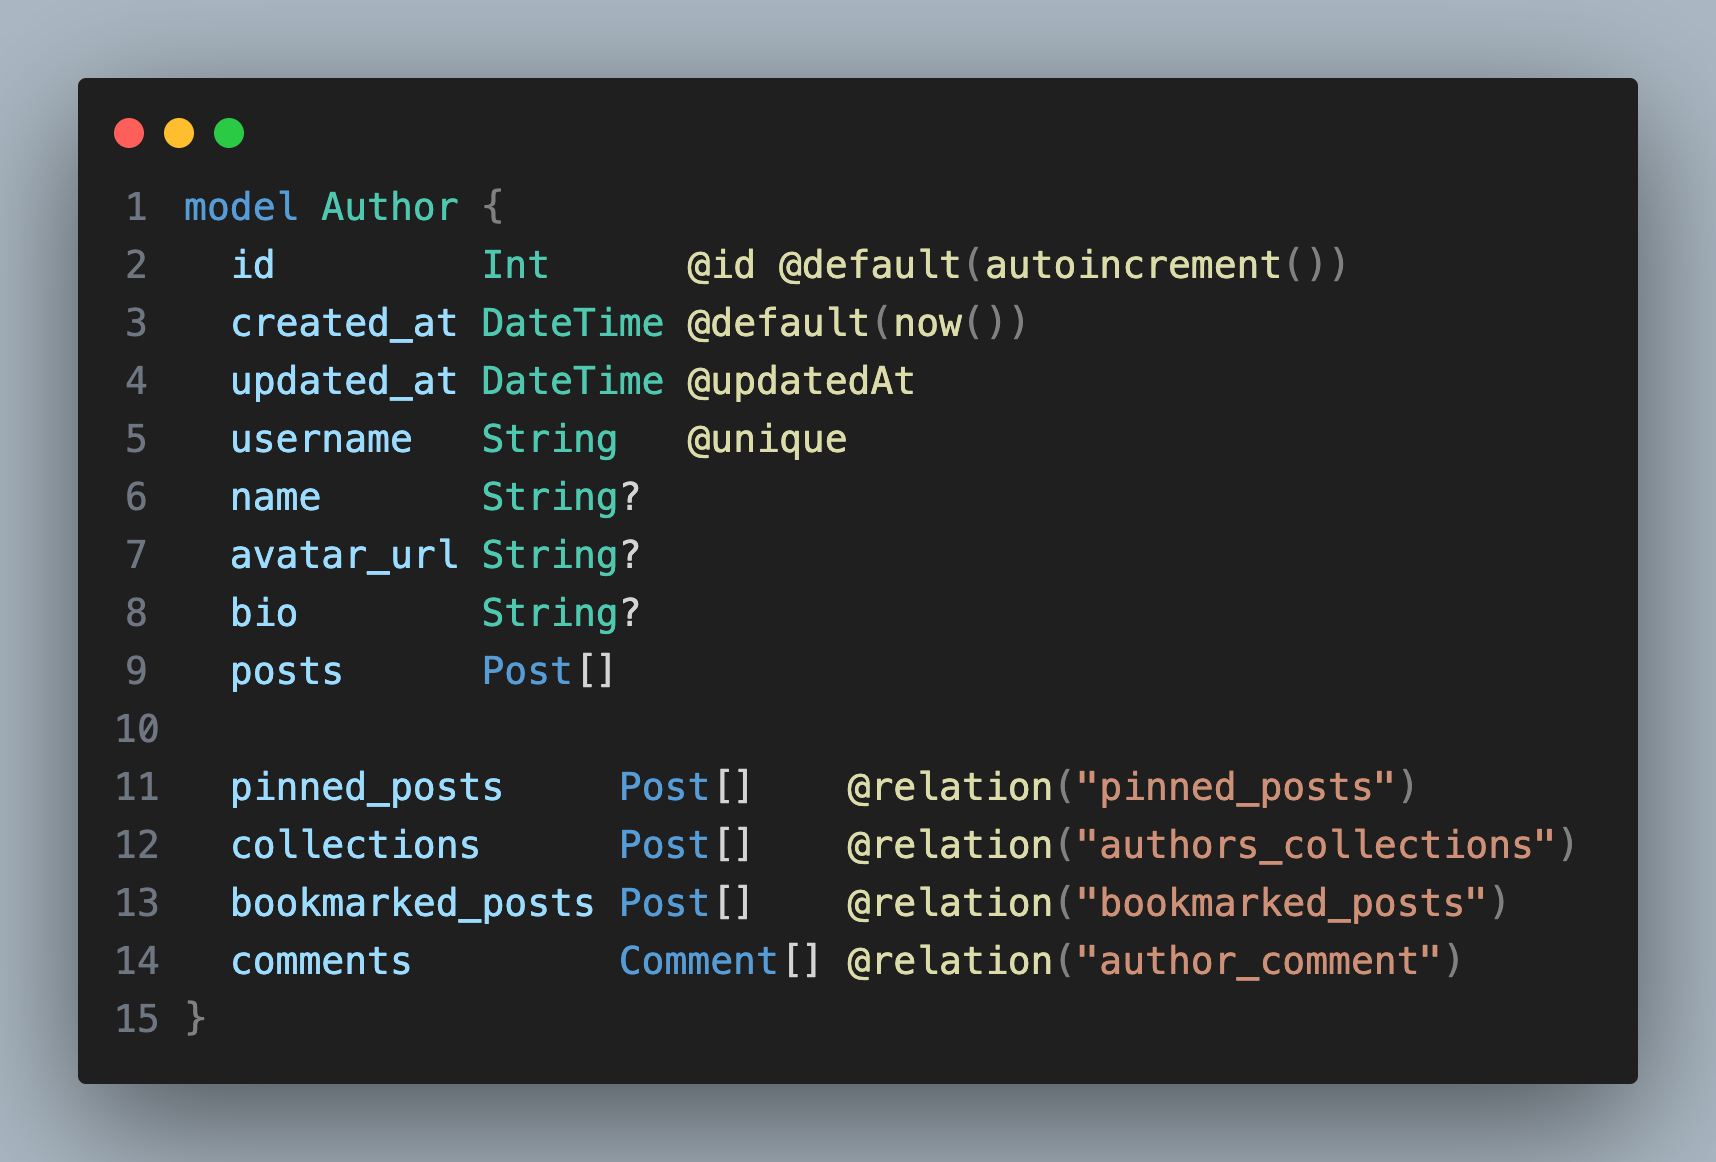 1 model Author {
2   id         Int      @id @default(autoincrement())
3   created_at DateTime @default(now())
4   updated_at DateTime @updatedAt
5   username   String   @unique
6   name       String?
7   avatar_url String?
8   bio        String?
9   posts      Post[]
10
11   pinned_posts     Post[]    @relation("pinned_posts")
12   collections      Post[]    @relation("authors_collections")
13   bookmarked_posts Post[]    @relation("bookmarked_posts")
14   comments         Comment[] @relation("author_comment")
15 }